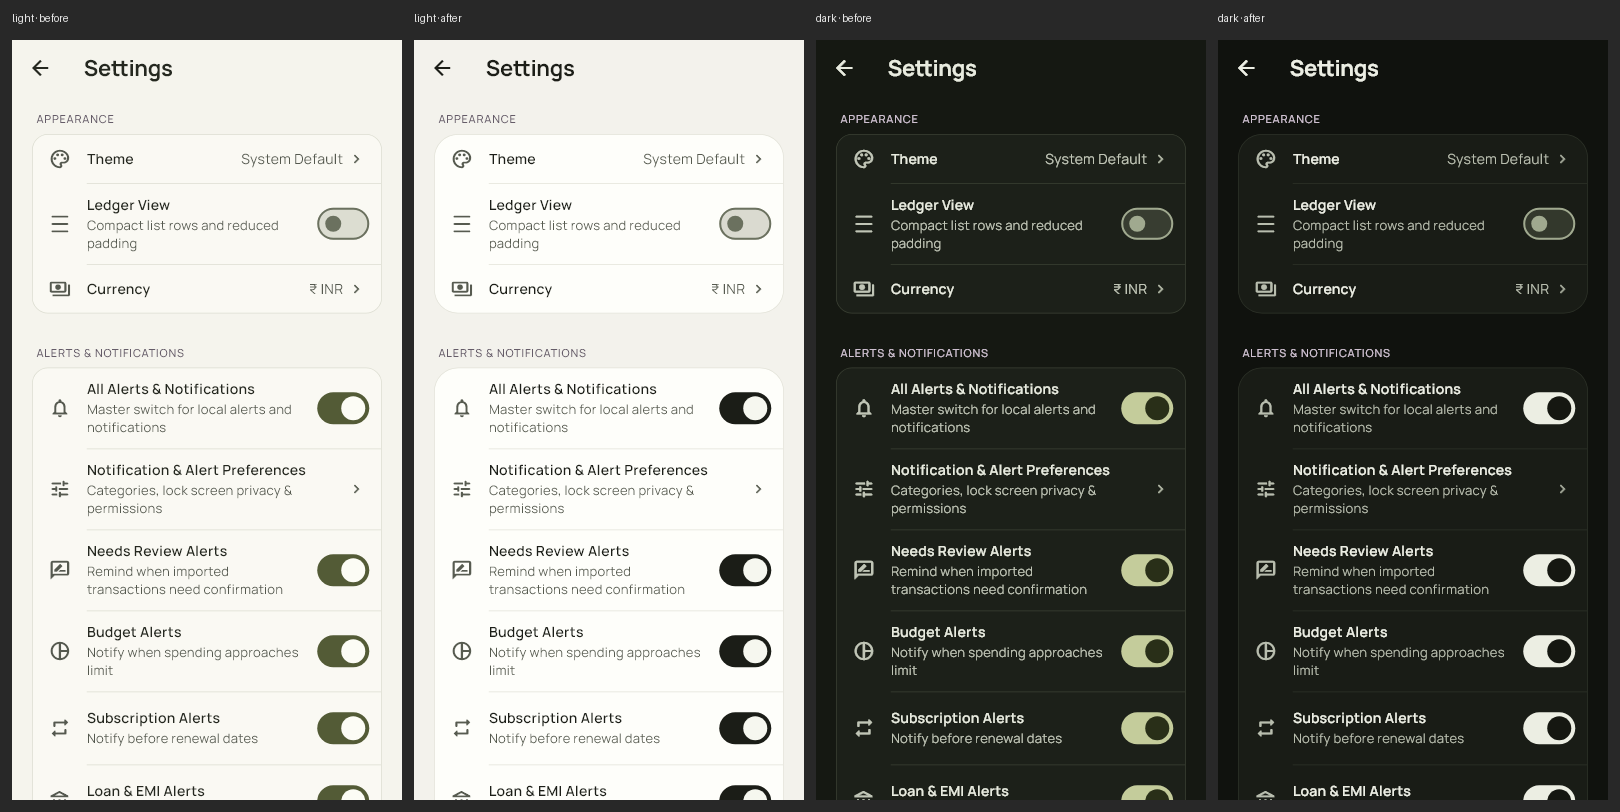 light · before
Settings
APPEARANCE
Theme
System Default
Ledger View
Compact list rows and reduced
padding
Currency
₹ INR
ALERTS & NOTIFICATIONS
All Alerts & Notifications
Master switch for local alerts and
notifications
Notification & Alert Preferences
Categories, lock screen privacy &
permissions
Needs Review Alerts
Remind when imported
transactions need confirmation
Budget Alerts
Notify when spending approaches
limit
Subscription Alerts
Notify before renewal dates
Loan & EMI Alerts
light · after
Settings
APPEARANCE
Theme
System Default
Ledger View
Compact list rows and reduced
padding
Currency
₹ INR
ALERTS & NOTIFICATIONS
All Alerts & Notifications
Master switch for local alerts and
notifications
Notification & Alert Preferences
Categories, lock screen privacy &
permissions
Needs Review Alerts
Remind when imported
transactions need confirmation
Budget Alerts
Notify when spending approaches
limit
Subscription Alerts
Notify before renewal dates
Loan & EMI Alerts
dark · before
Settings
APPEARANCE
Theme
System Default
Ledger View
Compact list rows and reduced
padding
Currency
₹ INR
ALERTS & NOTIFICATIONS
All Alerts & Notifications
Master switch for local alerts and
notifications
Notification & Alert Preferences
Categories, lock screen privacy &
permissions
Needs Review Alerts
Remind when imported
transactions need confirmation
Budget Alerts
Notify when spending approaches
limit
Subscription Alerts
Notify before renewal dates
Loan & EMI Alerts
dark · after
Settings
APPEARANCE
Theme
System Default
Ledger View
Compact list rows and reduced
padding
Currency
₹ INR
ALERTS & NOTIFICATIONS
All Alerts & Notifications
Master switch for local alerts and
notifications
Notification & Alert Preferences
Categories, lock screen privacy &
permissions
Needs Review Alerts
Remind when imported
transactions need confirmation
Budget Alerts
Notify when spending approaches
limit
Subscription Alerts
Notify before renewal dates
Loan & EMI Alerts